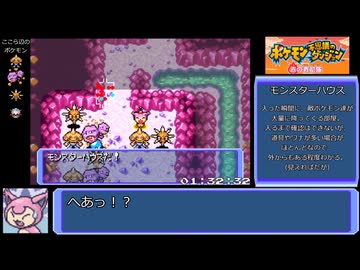 ここら辺の
ポケモン
モンスターハウスだ!
01:32:32
ポケモン
不思議の
ダンジョン
赤の救助隊
モンスターハウス
入った瞬間に、敵ポケモン達が
大量に降ってくる部屋。
入るまで確認はできないが、
道具やワナが多い場合が
ほとんどなので
外からもある程度わかる。
(見えればだが)
へあっ!?